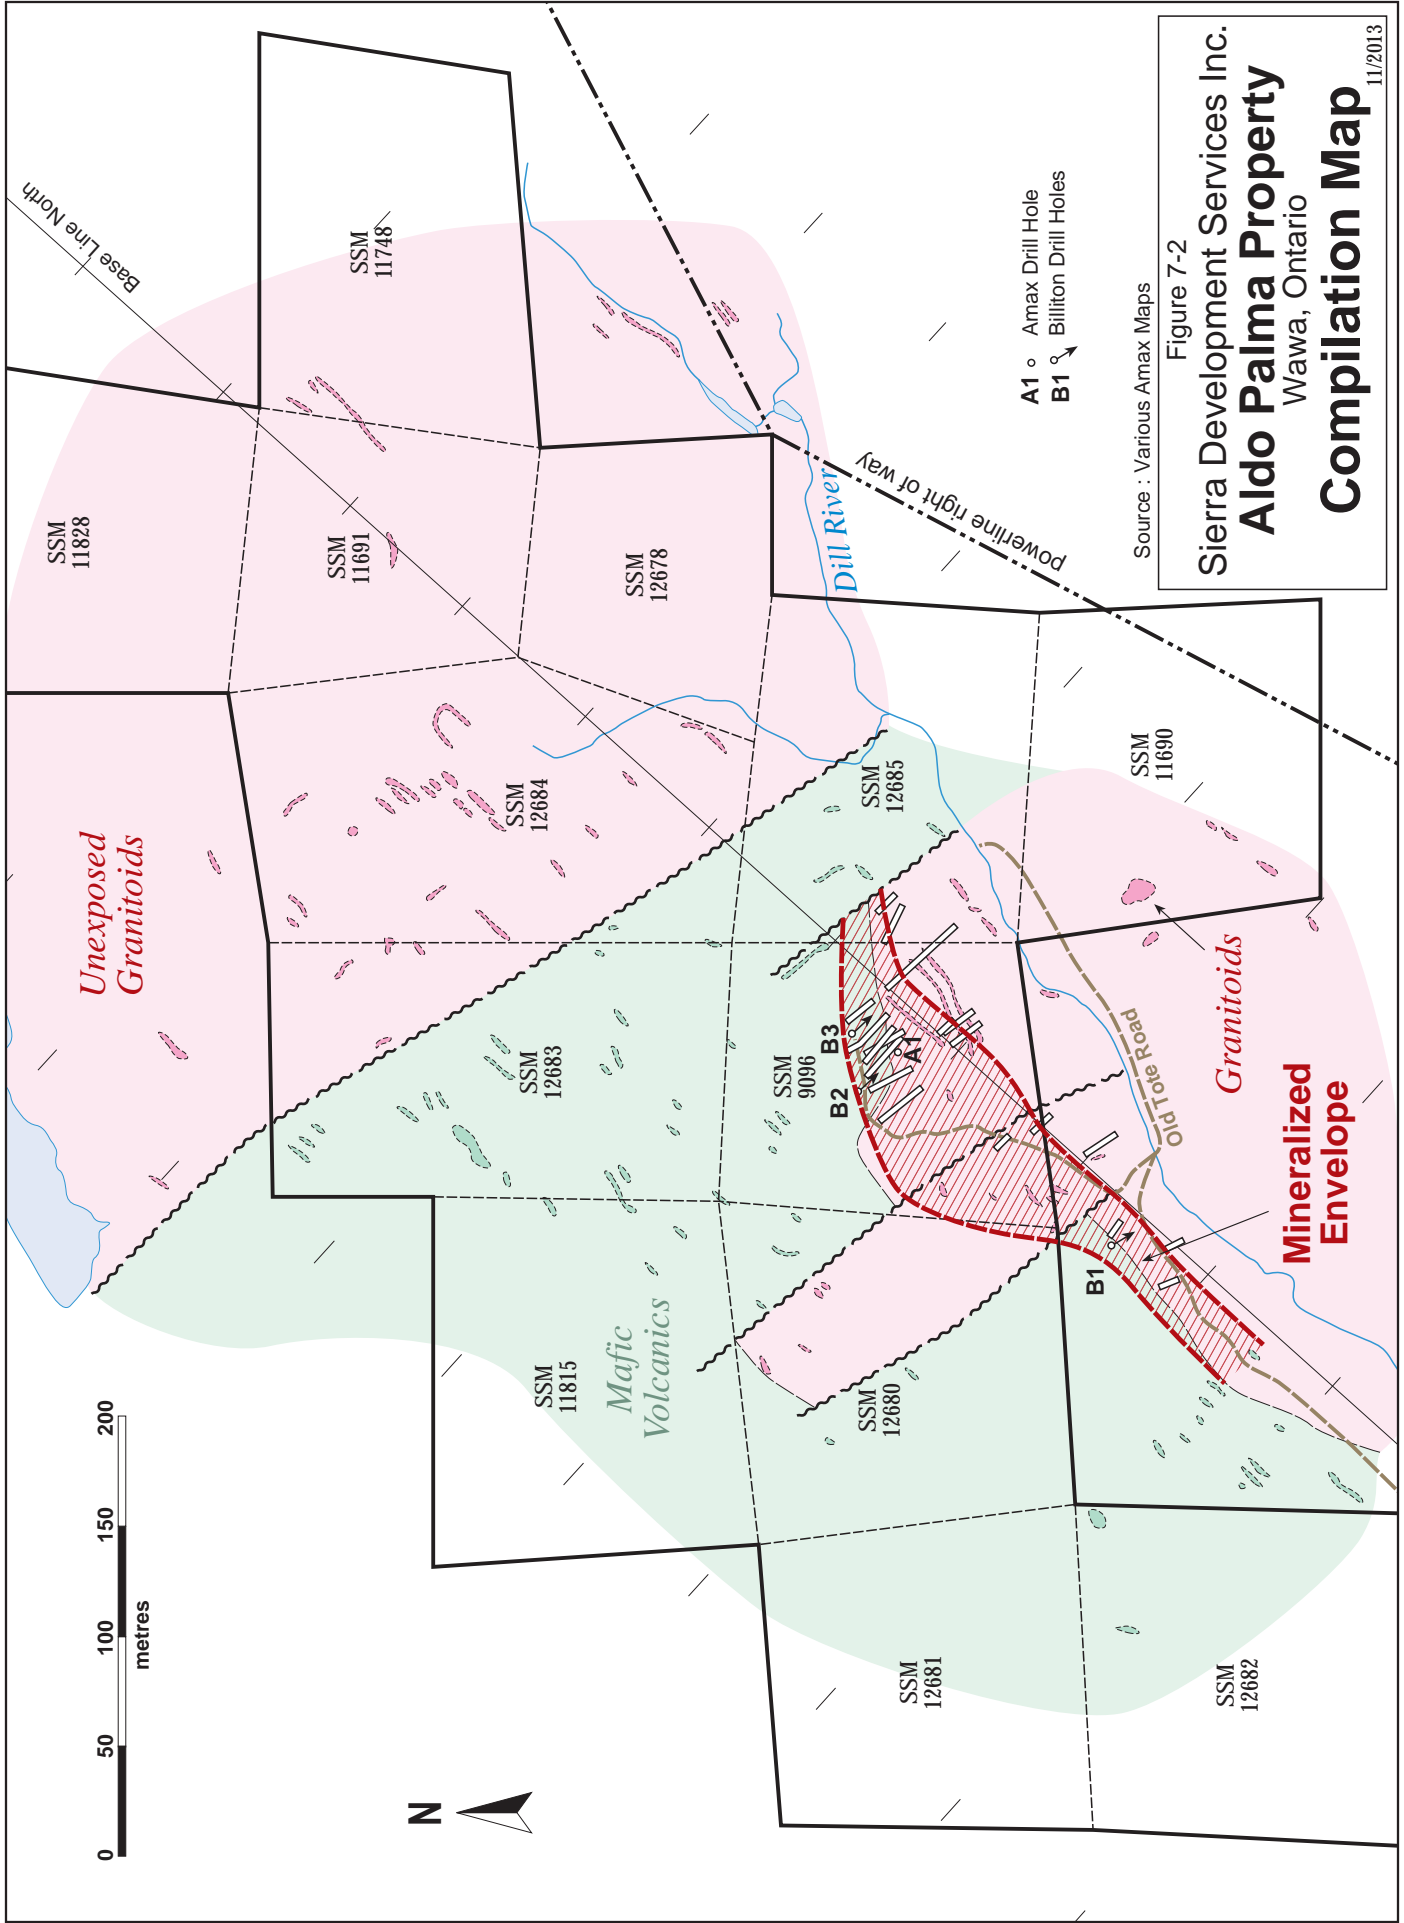 0 50 100 150 200
metres
N
Unexposed
Granitoids
SSM
11828
Base Line North
SSM
11748
SSM
11691
SSM
12678
SSM
12684
SSM
12683
SSM
11815
Mafic
Volcanics
SSM
9096
SSM
12685
SSM
12680
SSM
12681
SSM
12682
SSM
11690
Dill River
powerline right of way
B3
B2
A1
B1
Old Tote Road
Granitoids
Mineralized
Envelope
A1 Amax Drill Hole
B1 Billiton Drill Holes
Source : Various Amax Maps
Figure 7-2
Sierra Development Services Inc.
Aldo Palma Property
Wawa, Ontario
Compilation Map
11/2013